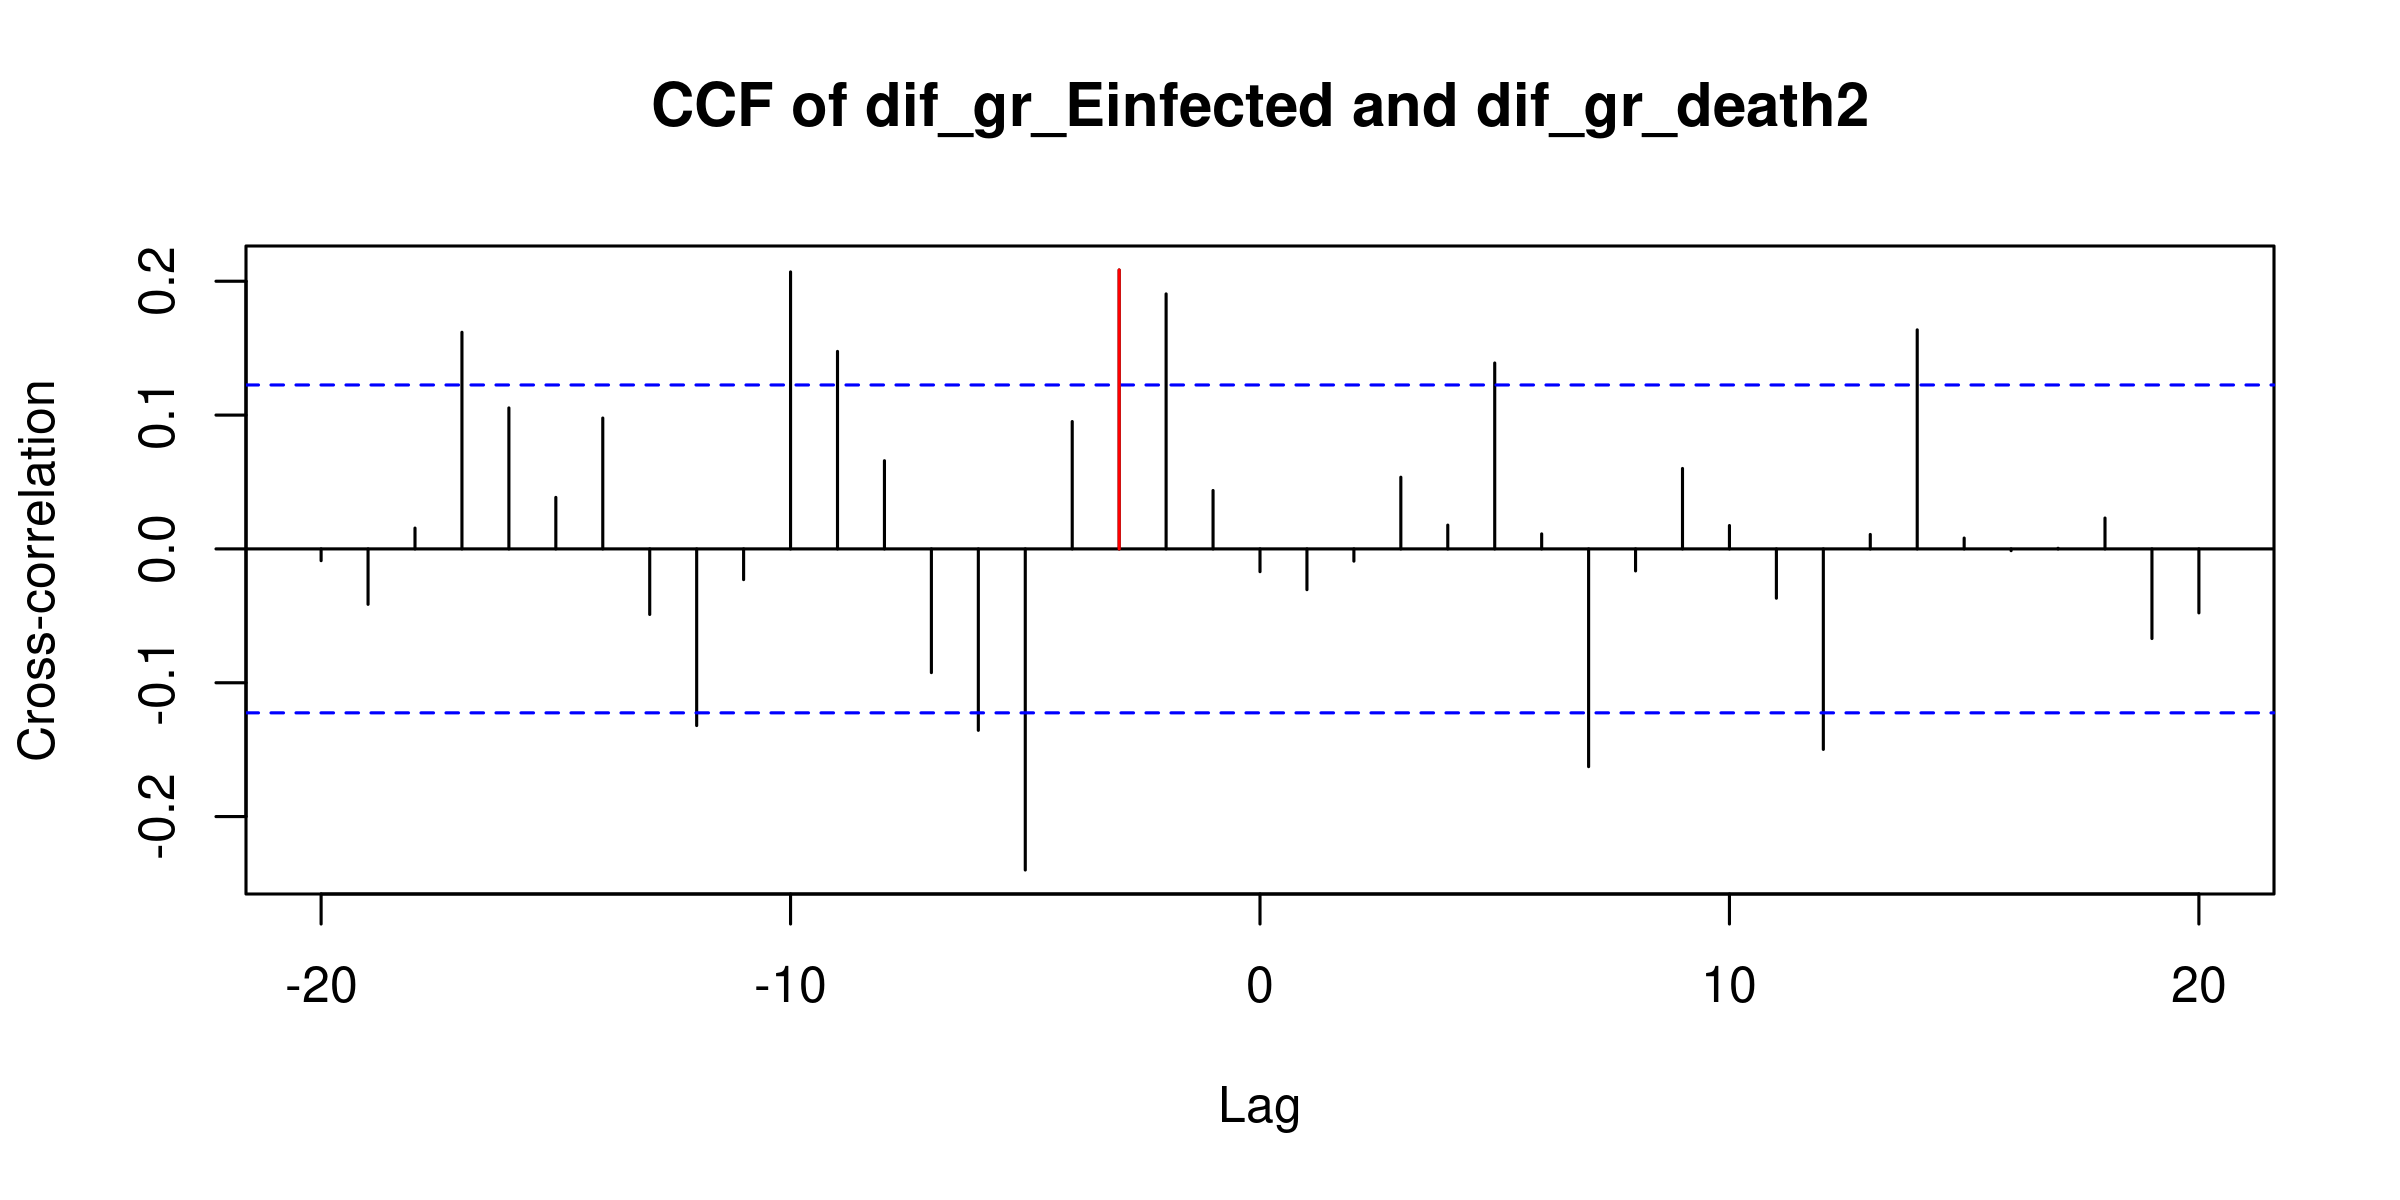 CCF of dif_gr_Einfected and dif_gr_death2
Cross-correlation
0.2
0.1
0.0
-0.1
-0.2
-20 -10 0 10 20
Lag